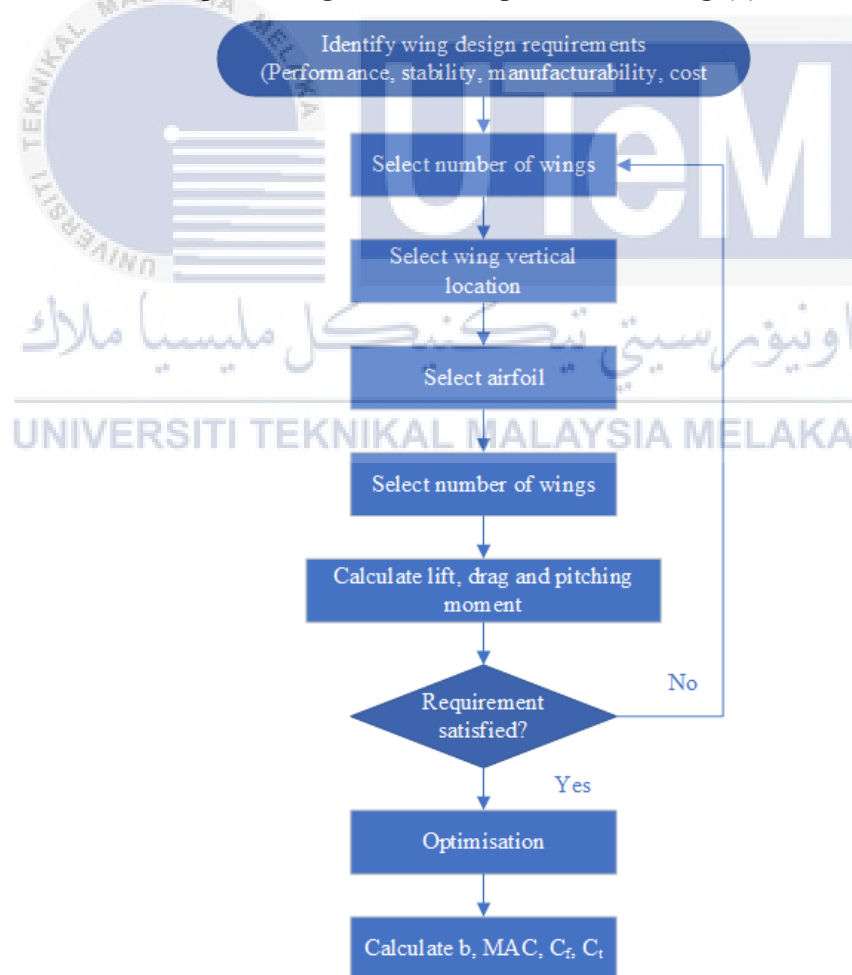 Identify wing design requirements
(Performance, stability, manufacturability, cost
Select number of wings
Select wing vertical
location
Select airfoil
Select number of wings
Calculate lift, drag and pitching
moment
Requirement
satisfied?
No
Yes
Optimisation
Calculate b, MAC, Cf, Ct
UTeM
اونيۏرسيتي تيکنيکل مليسيا ملاك
UNIVERSITI TEKNIKAL MALAYSIA MELAKA